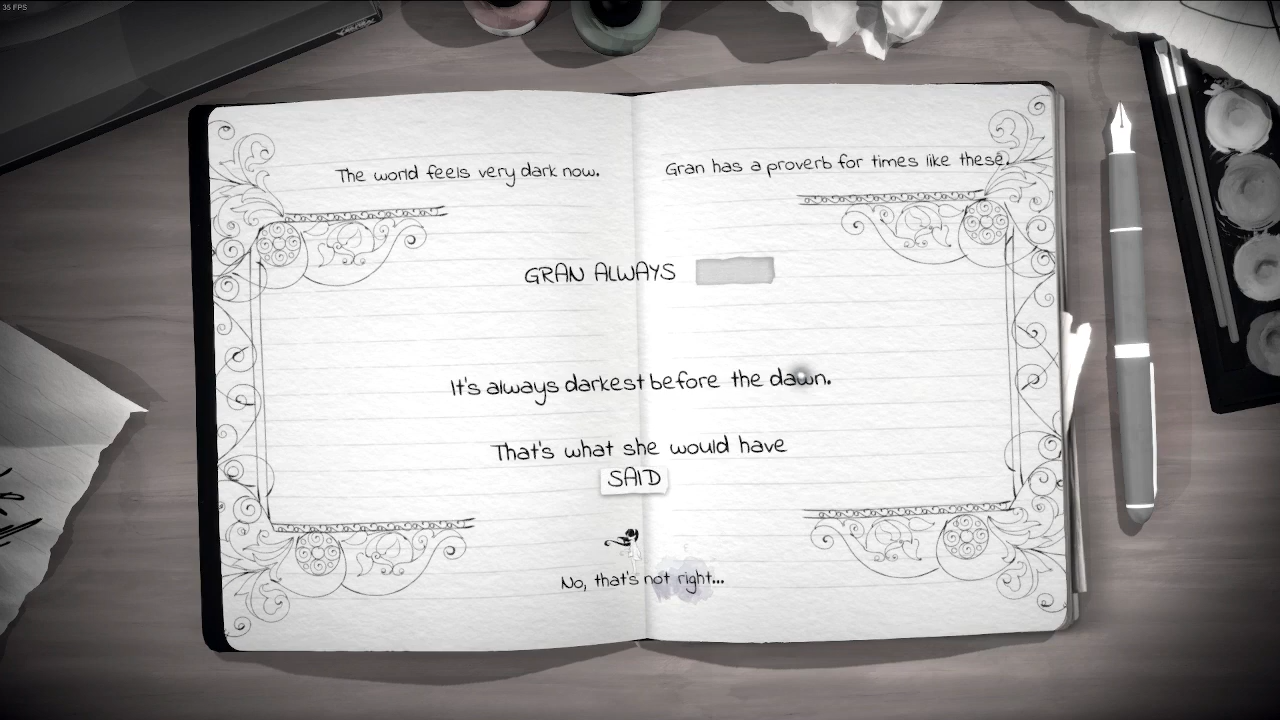 35 FPS
The world feels very dark now.
Gran has a proverb for times like these.
GRAN ALWAYS
It's always darkest before the dawn.
That's what she would have
SAID
No, that's not right...